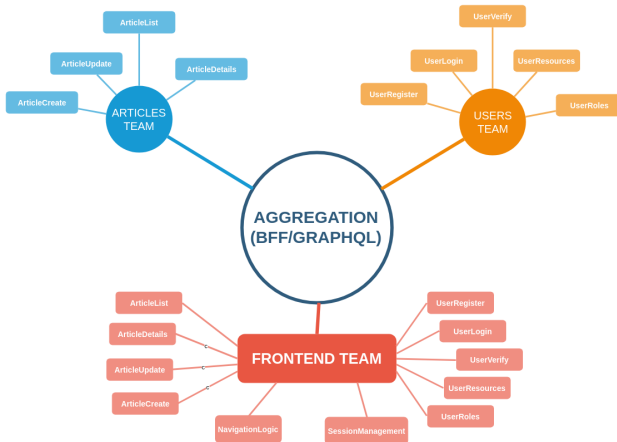 ArticleList
ArticleUpdate
ArticleDetails
ArticleCreate
ARTICLES
TEAM
UserVerify
UserLogin
UserResources
UserRegister
UserRoles
USERS
TEAM
AGGREGATION
(BFF/GRAPHQL)
ArticleList
ArticleDetails
ArticleUpdate
ArticleCreate
FRONTEND TEAM
UserRegister
UserLogin
UserVerify
UserResources
UserRoles
NavigationLogic
SessionManagement